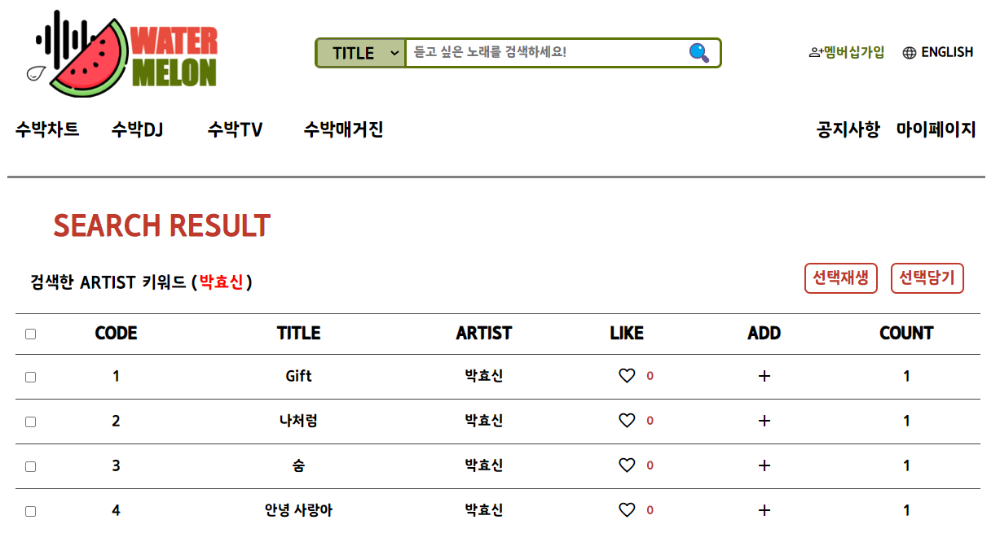 WATER
MELON
TITLE 듣고 싶은 노래를 검색하세요! 멤버십가입 ENGLISH
수박차트 수박DJ 수박TV 수박매거진 공지사항 마이페이지
SEARCH RESULT
검색한 ARTIST 키워드 (박효신) 선택재생 선택담기
CODE TITLE ARTIST LIKE ADD COUNT
1 Gift 박효신 0 + 1
2 나처럼 박효신 0 + 1
3 숨 박효신 0 + 1
4 안녕 사랑아 박효신 0 + 1